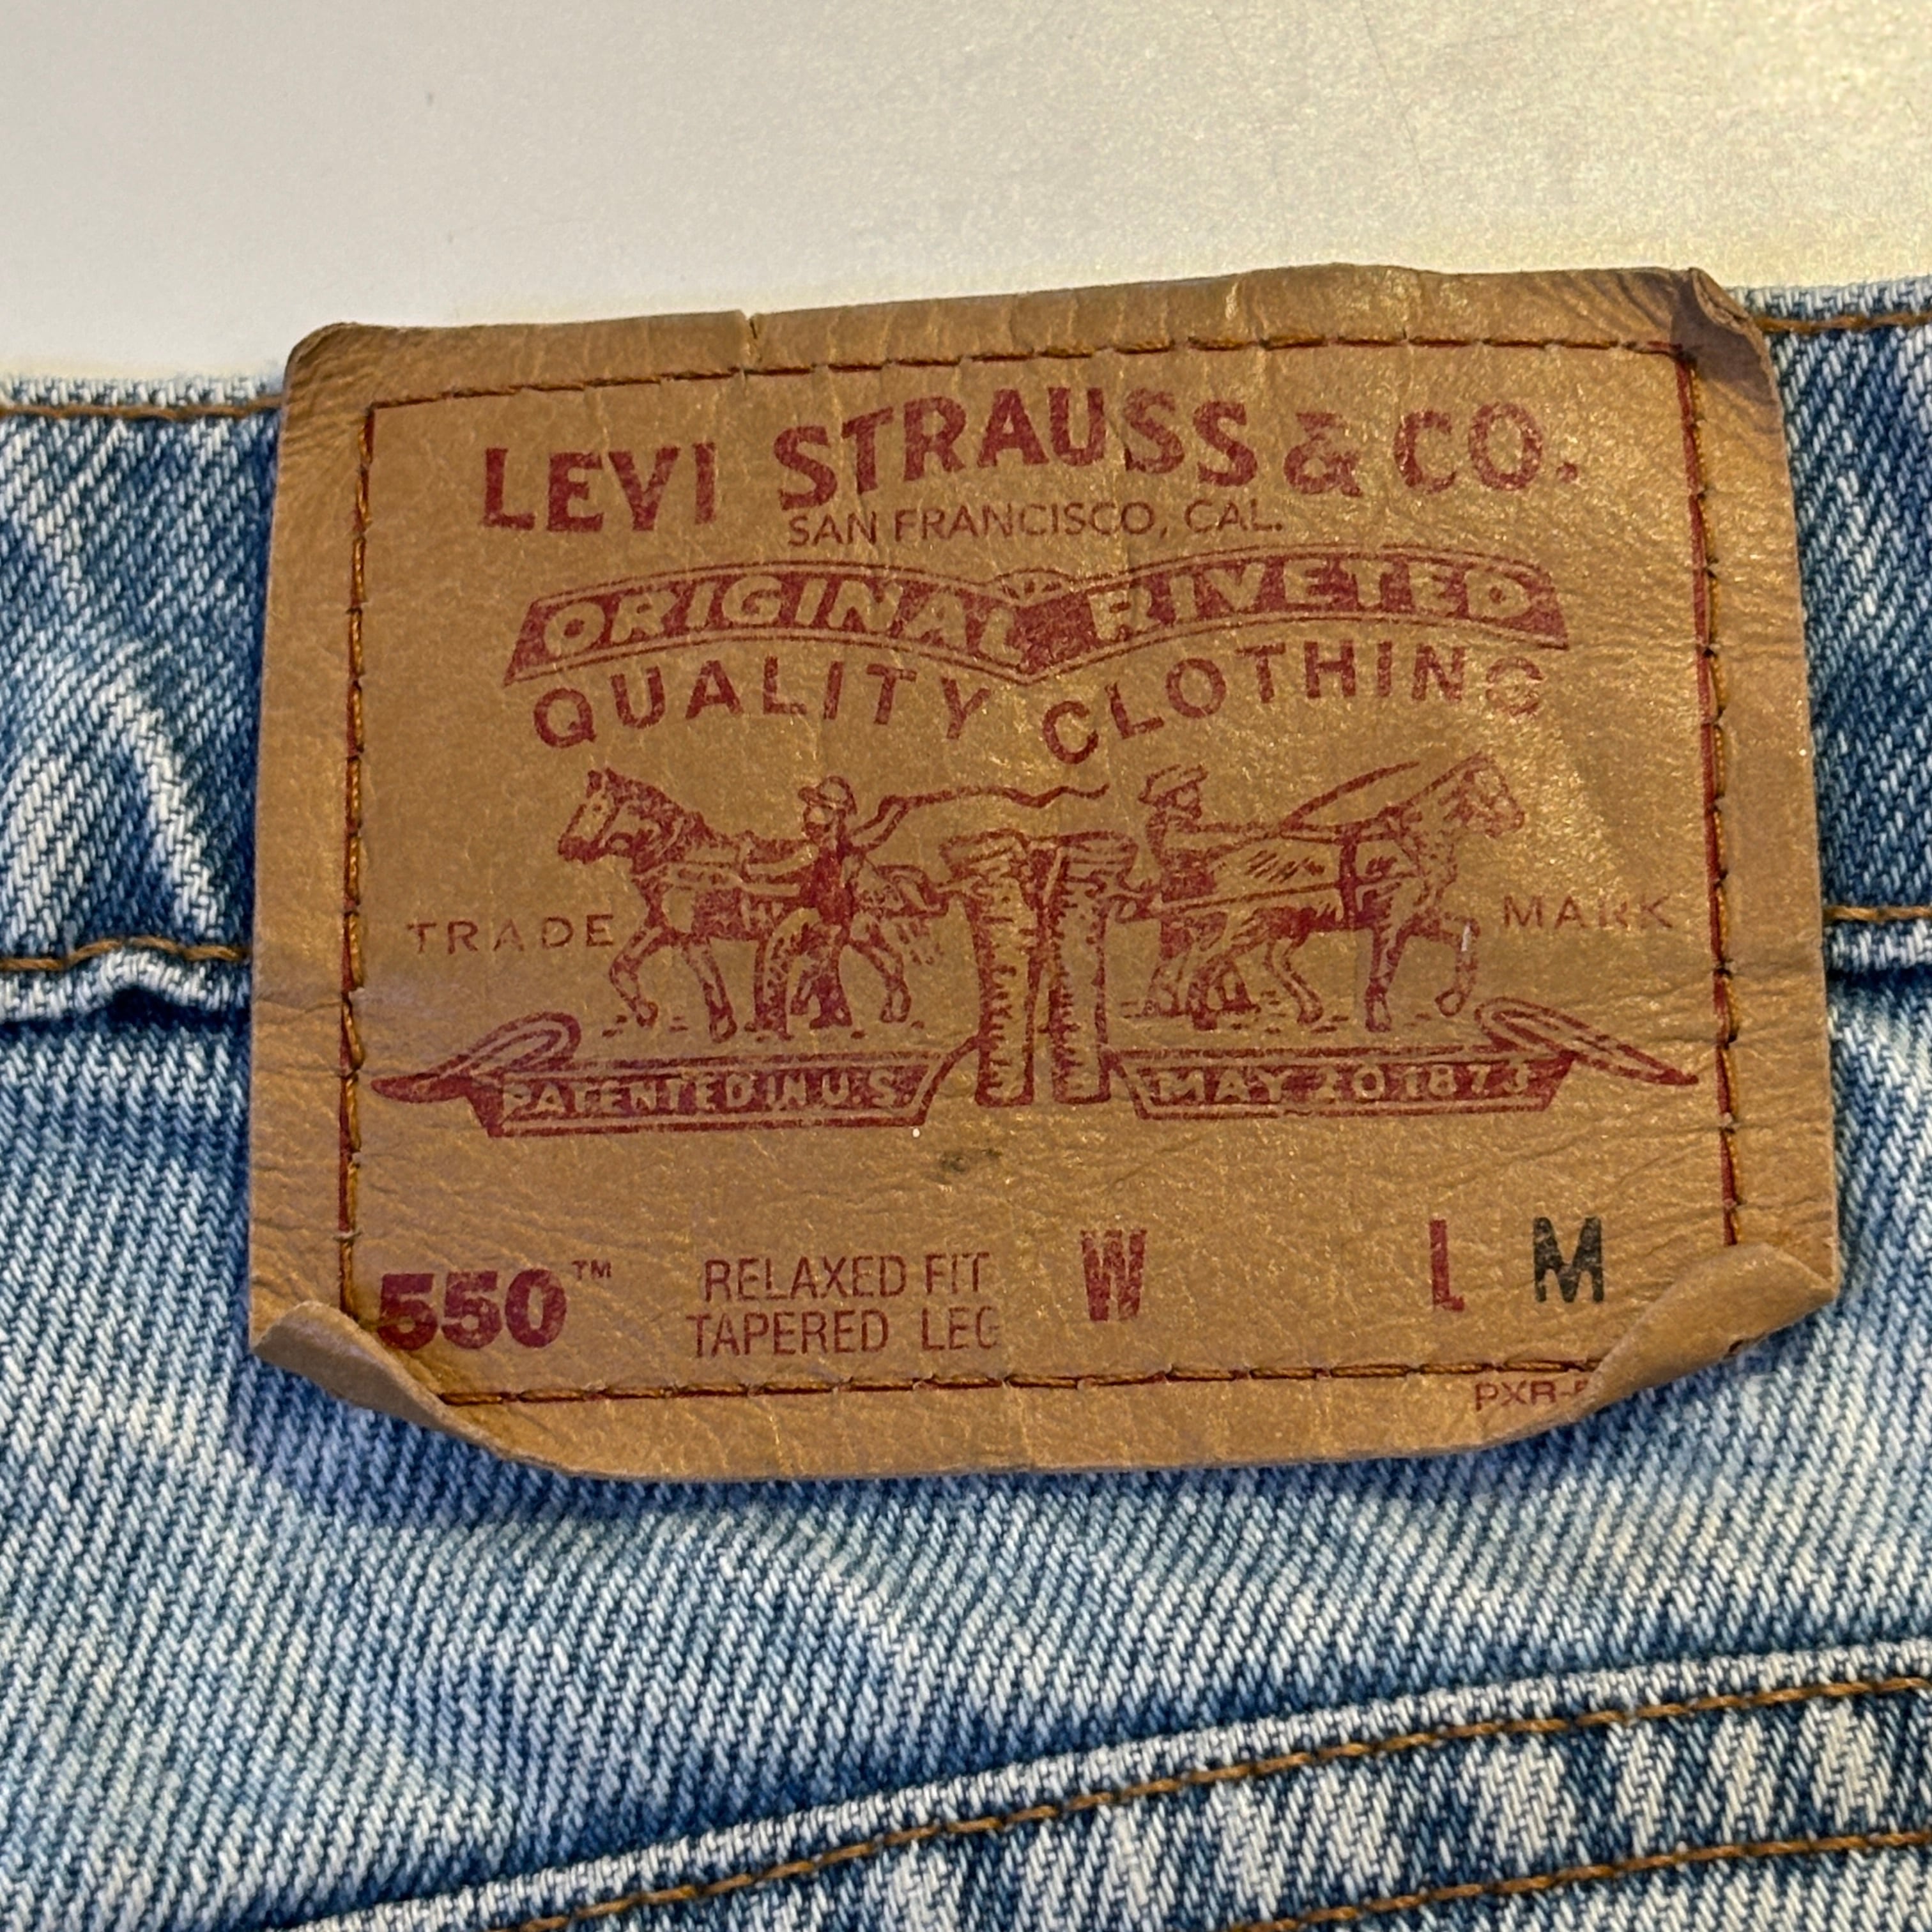 LEVI STRAUSS & CO.
SAN FRANCISCO, CAL.
ORIGINAL RIVETED
QUALITY CLOTHING
TRADE MARK
PATENTED IN U.S. MAY 20 1873
550™ RELAXED FIT W L M
TAPERED LEG